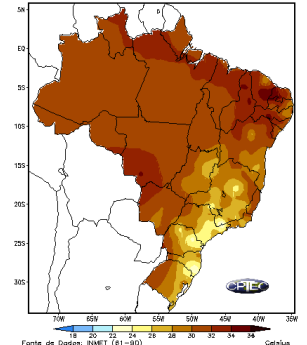 5N
EQ
5S
10S
15S
20S
25S
30S
70W 65W 60W 55W 50W 45W 40W 35W
CPTEC
18 20 22 24 26 28 30 32 34 36
Fonte de Dados: INMET (61-90) Celsius